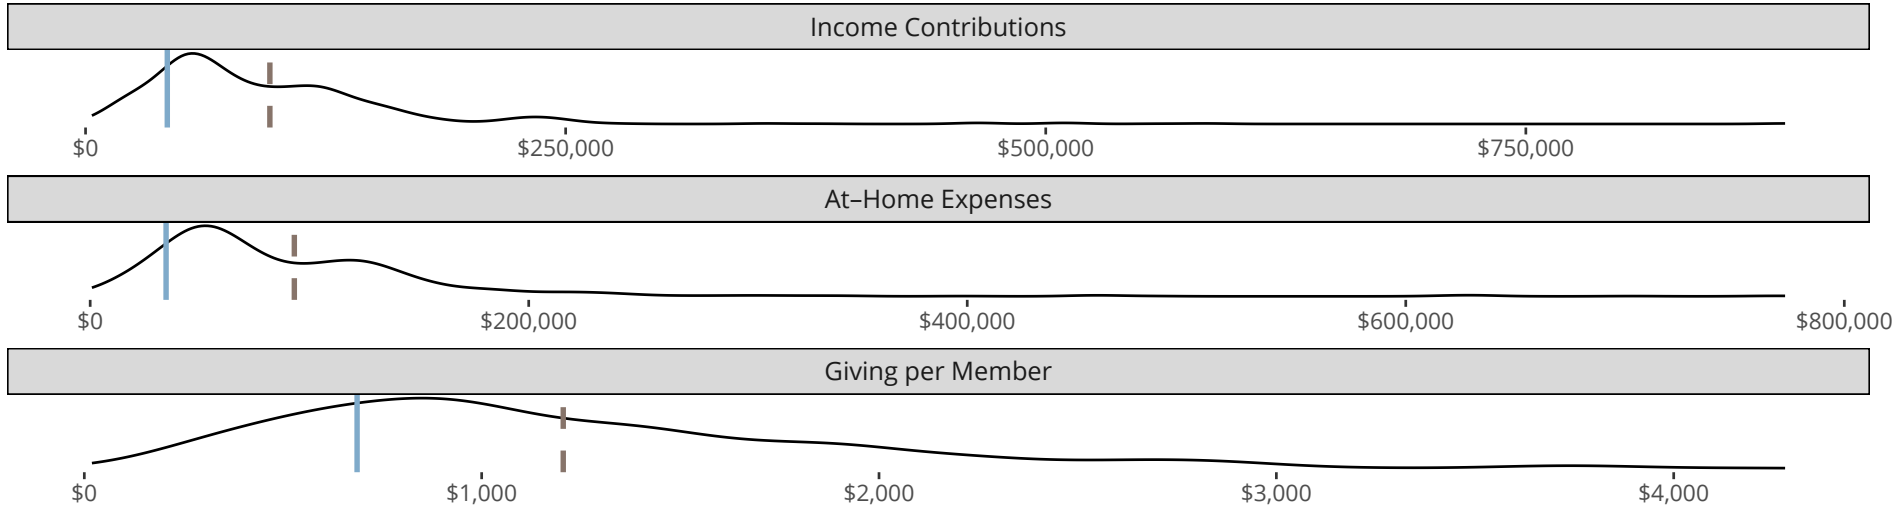 Income Contributions
$0 $250,000 $500,000 $750,000
At–Home Expenses
$0 $200,000 $400,000 $600,000 $800,000
Giving per Member
$0 $1,000 $2,000 $3,000 $4,000